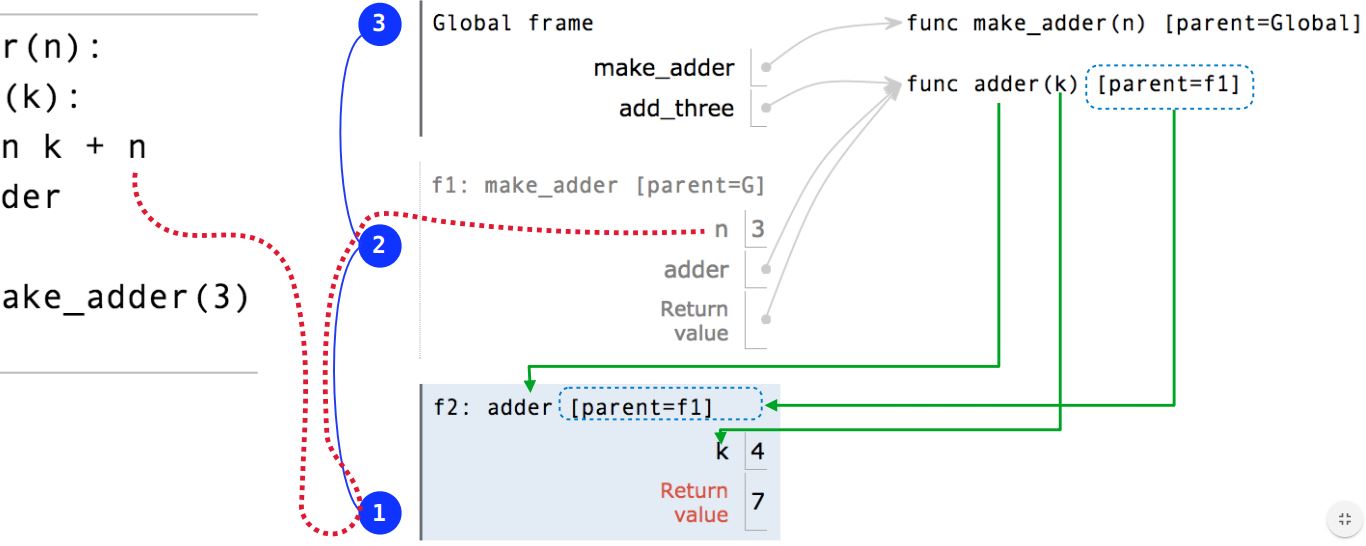 r(n):
(k):
n k + n
der
ake_adder(3)
3
2
1
Global frame
make_adder
add_three
func make_adder(n) [parent=Global]
func adder(k) [parent=f1]
f1: make_adder [parent=G]
n 3
adder
Return
value
f2: adder [parent=f1]
k 4
Return
value 7